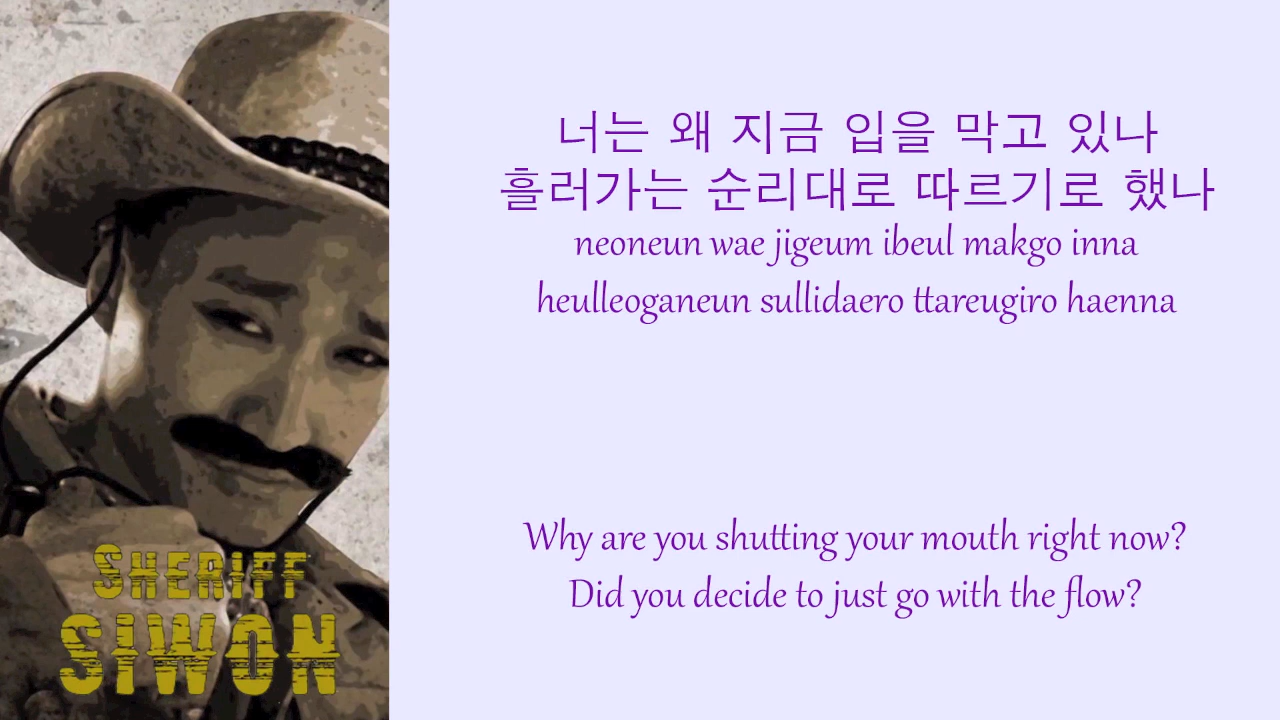 너는 왜 지금 입을 막고 있나
흘러가는 순리대로 따르기로 했나
neoneun wae jigeum ibeul makgo inna
heulleoganeun sullidaero ttareugiro haenna
Why are you shutting your mouth right now?
Did you decide to just go with the flow?
SHERIFF
SIWON